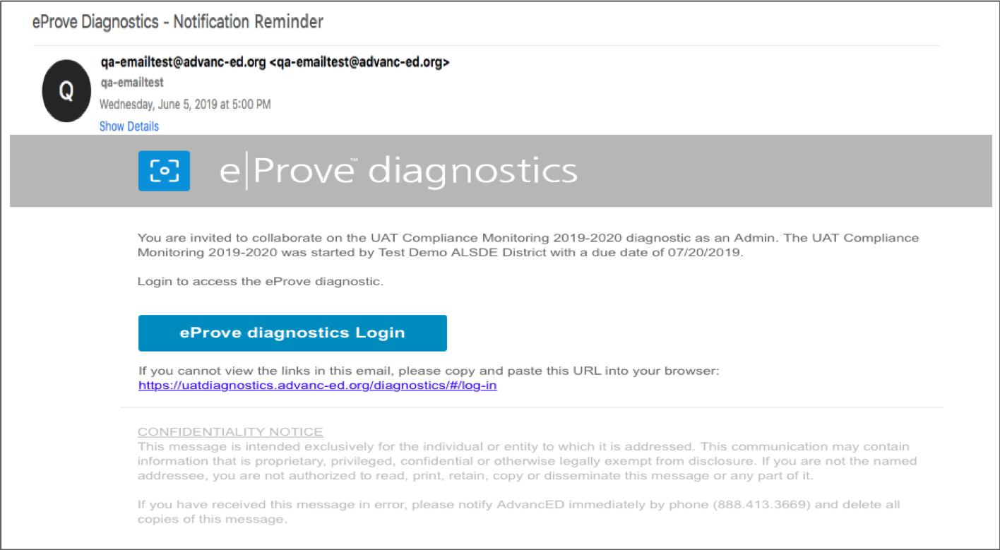 eProve Diagnostics - Notification Reminder
qa-emailtest@advanc-ed.org <qa-emailtest@advanc-ed.org>
Q
qa-emailtest
Wednesday, June 5, 2019 at 5:00 PM
Show Details
e|Prove™ diagnostics
You are invited to collaborate on the UAT Compliance Monitoring 2019-2020 diagnostic as an Admin. The UAT Compliance
Monitoring 2019-2020 was started by Test Demo ALSDE District with a due date of 07/20/2019.
Login to access the eProve diagnostic.
eProve diagnostics Login
If you cannot view the links in this email, please copy and paste this URL into your browser:
https://uatdiagnostics.advanc-ed.org/diagnostics/#/log-in
CONFIDENTIALITY NOTICE
This message is intended exclusively for the individual or entity to which it is addressed. This communication may contain
information that is proprietary, privileged, confidential or otherwise legally exempt from disclosure. If you are not the named
addressee, you are not authorized to read, print, retain, copy or disseminate this message or any part of it.
If you have received this message in error, please notify AdvancED immediately by phone (888.413.3669) and delete all
copies of this message.